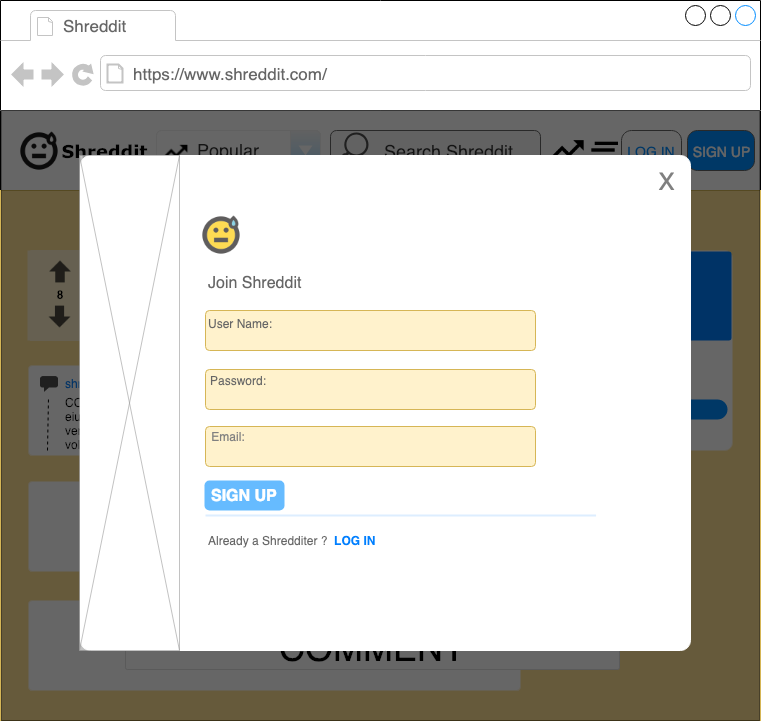 Shreddit
https://www.shreddit.com/
Shreddit
Popular
Search Shreddit
LOG IN
SIGN UP
X
8
Join Shreddit
User Name:
Password:
Email:
SIGN UP
Already a Shredditer ? LOG IN
COMMENT